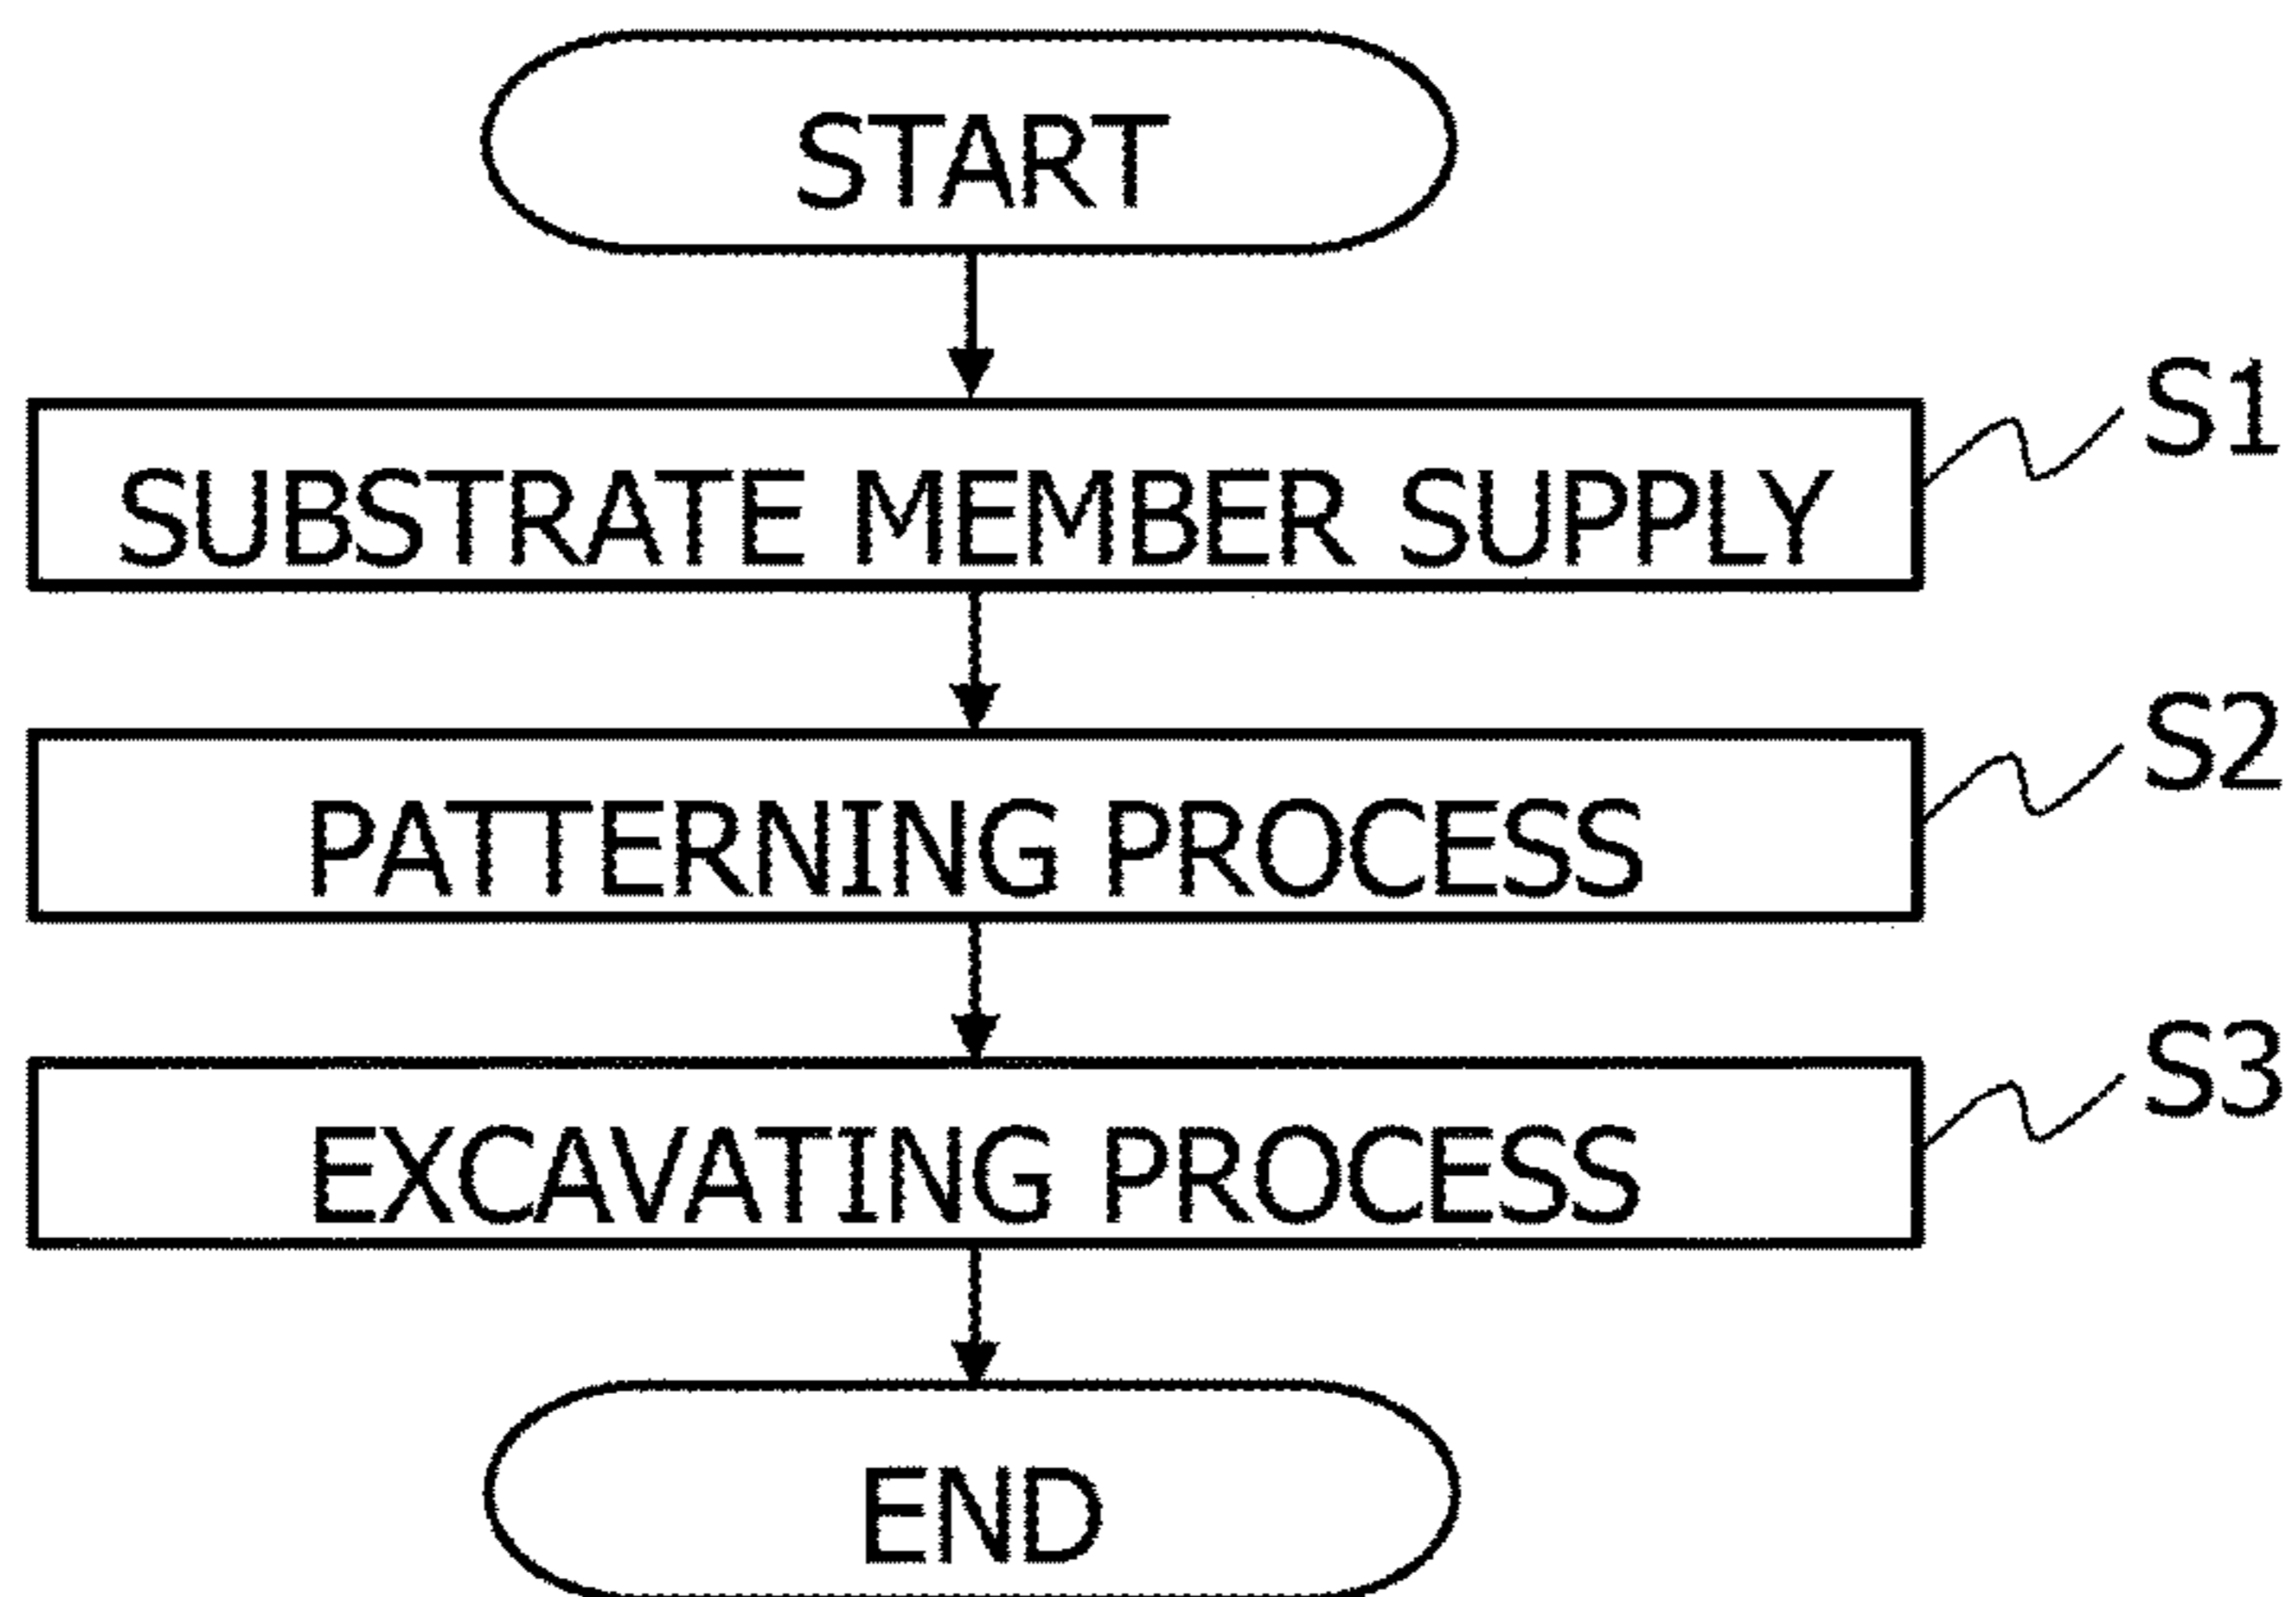 START
SUBSTRATE MEMBER SUPPLY
S1
PATTERNING PROCESS
S2
EXCAVATING PROCESS
S3
END